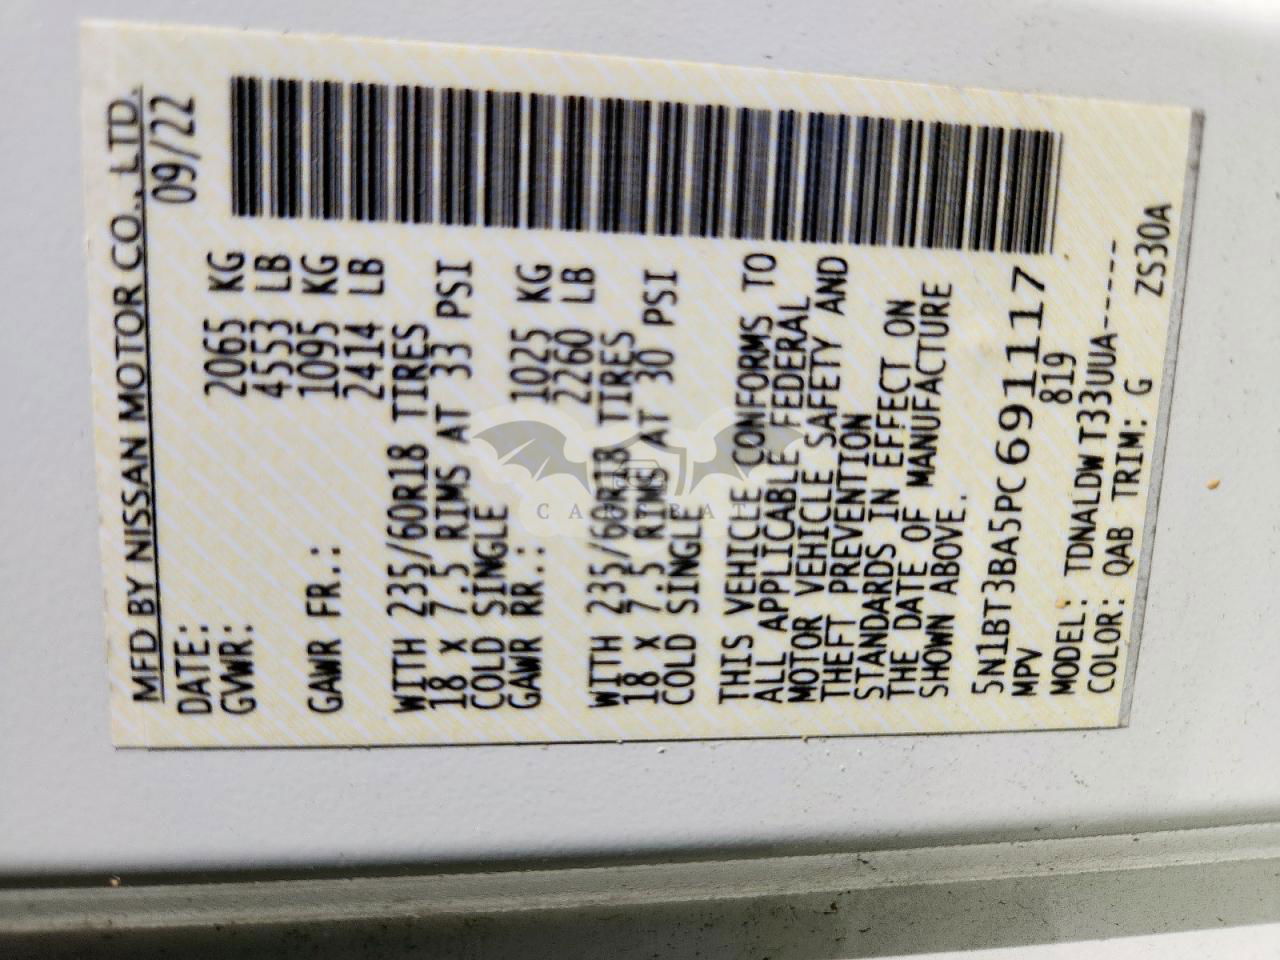 MFD BY NISSAN MOTOR CO., LTD.
DATE: 09/22
GVWR: 2065 KG
4553 LB
GAWR FR.: 1095 KG
2414 LB
WITH 235/60R18 TIRES
18 x 7.5 RIMS AT 33 PSI
COLD SINGLE
GAWR RR.: 1025 KG
2260 LB
WITH 235/60R18 TIRES
18 x 7.5 RIMS AT 30 PSI
COLD SINGLE
THIS VEHICLE CONFORMS TO
ALL APPLICABLE FEDERAL
MOTOR VEHICLE SAFETY AND
THEFT PREVENTION
STANDARDS IN EFFECT ON
THE DATE OF MANUFACTURE
SHOWN ABOVE.
5N1BT3BA5PC691117
MPV 819
MODEL: TDNALDW T33UUA------
COLOR: QAB TRIM: G ZS30A
CARSBAT